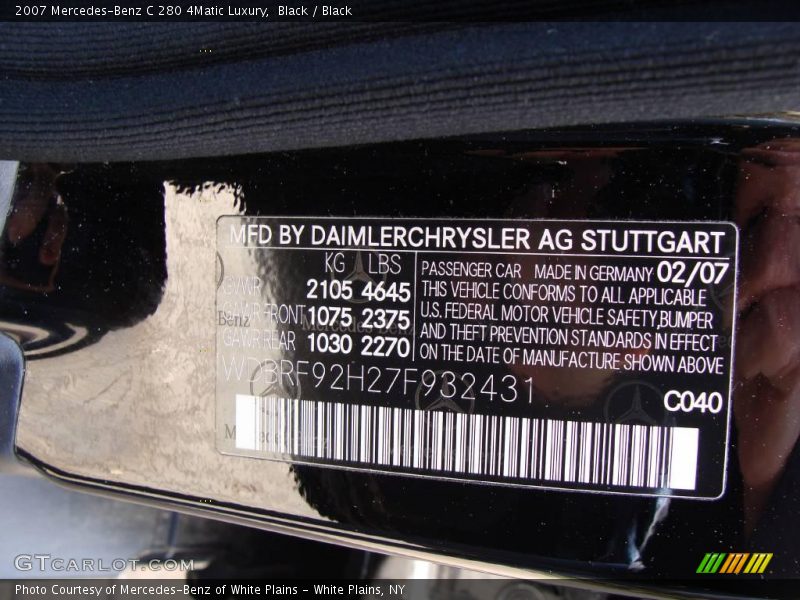 2007 Mercedes-Benz C 280 4Matic Luxury, Black / Black
MFD BY DAIMLERCHRYSLER AG STUTTGART
KG LBS
GVWR 2105 4645
GAWR FRONT 1075 2375
GAWR REAR 1030 2270
PASSENGER CAR MADE IN GERMANY 02/07
THIS VEHICLE CONFORMS TO ALL APPLICABLE
U.S. FEDERAL MOTOR VEHICLE SAFETY, BUMPER
AND THEFT PREVENTION STANDARDS IN EFFECT
ON THE DATE OF MANUFACTURE SHOWN ABOVE
WDBRF92H27F932431
C040
Benz
Mercedes-Benz
GTCARLOT.COM
Photo Courtesy of Mercedes-Benz of White Plains - White Plains, NY